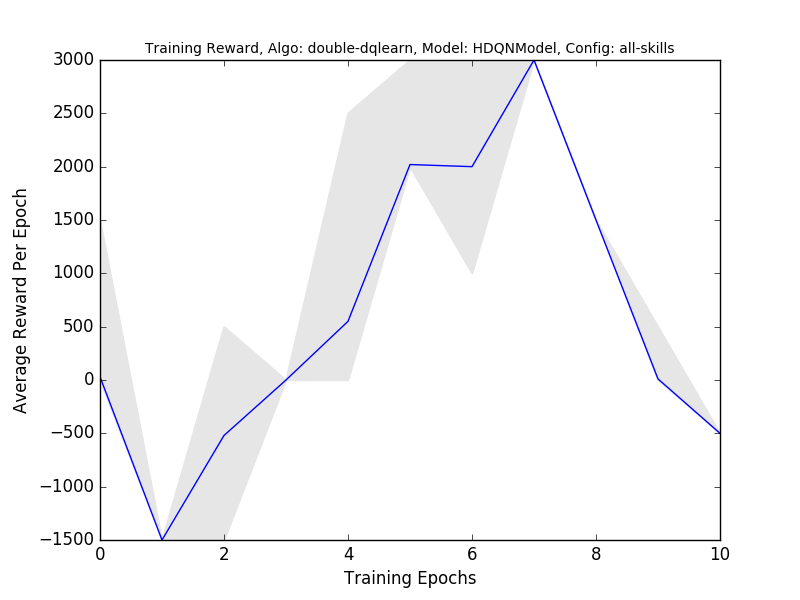 Training Reward, Algo: double-dqlearn, Model: HDQNModel, Config: all-skills
3000
2500
2000
1500
1000
500
0
−500
−1000
−1500
Average Reward Per Epoch
0 2 4 6 8 10
Training Epochs